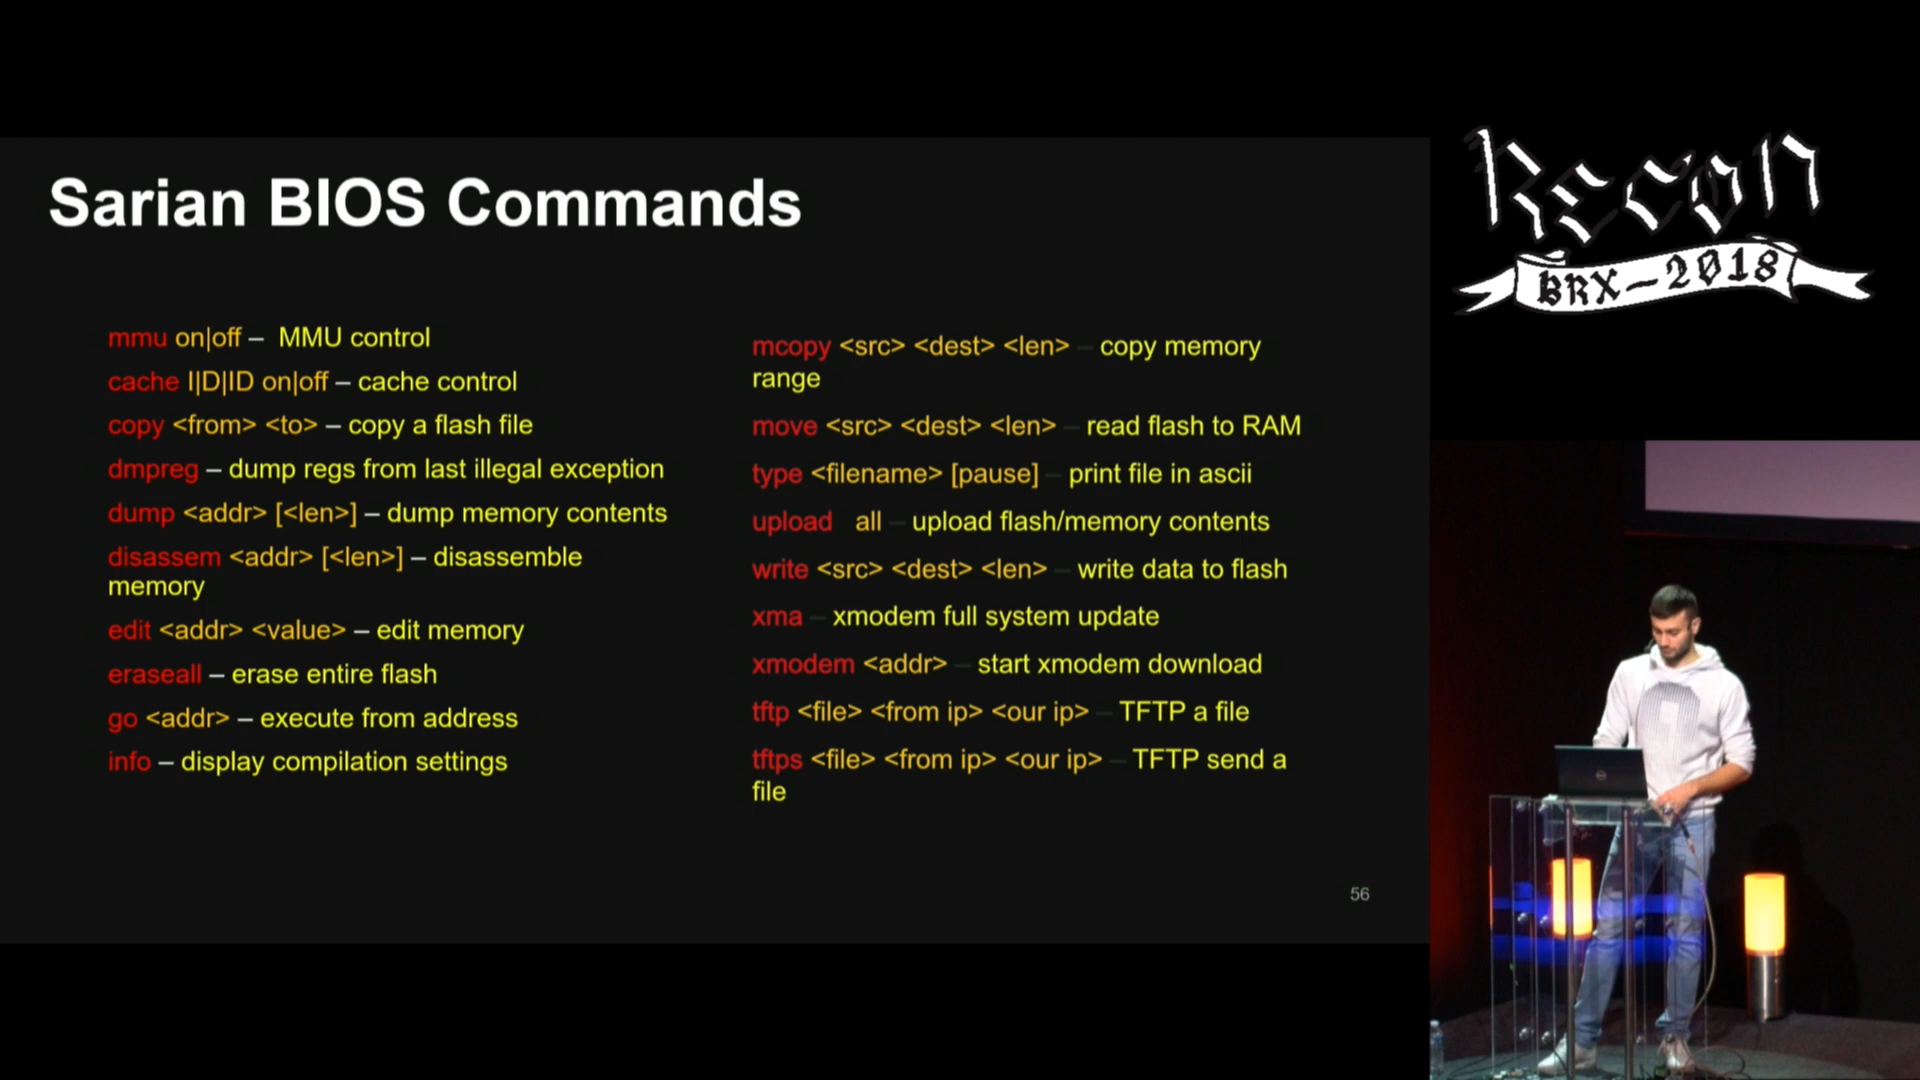 Sarian BIOS Commands
mmu on|off – MMU control
cache I|D|ID on|off – cache control
copy <from> <to> – copy a flash file
dmpreg – dump regs from last illegal exception
dump <addr> [<len>] – dump memory contents
disassem <addr> [<len>] – disassemble
memory
edit <addr> <value> – edit memory
eraseall – erase entire flash
go <addr> – execute from address
info – display compilation settings
mcopy <src> <dest> <len> – copy memory
range
move <src> <dest> <len> – read flash to RAM
type <filename> [pause] – print file in ascii
upload all – upload flash/memory contents
write <src> <dest> <len> – write data to flash
xma – xmodem full system update
xmodem <addr> – start xmodem download
tftp <file> <from ip> <our ip> – TFTP a file
tftps <file> <from ip> <our ip> – TFTP send a
file
56
Recon
BRX-2018